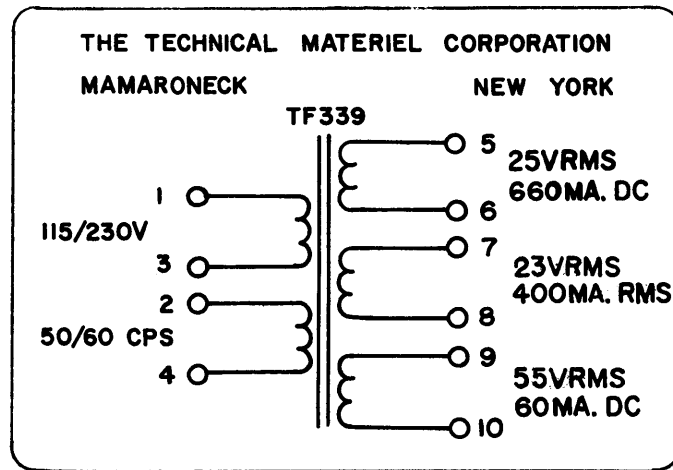 THE TECHNICAL MATERIEL CORPORATION
MAMARONECK NEW YORK
TF339
1
115/230V
3
2
50/60 CPS
4
5
25VRMS
660MA. DC
6
7
23VRMS
400MA. RMS
8
9
55VRMS
60MA. DC
10